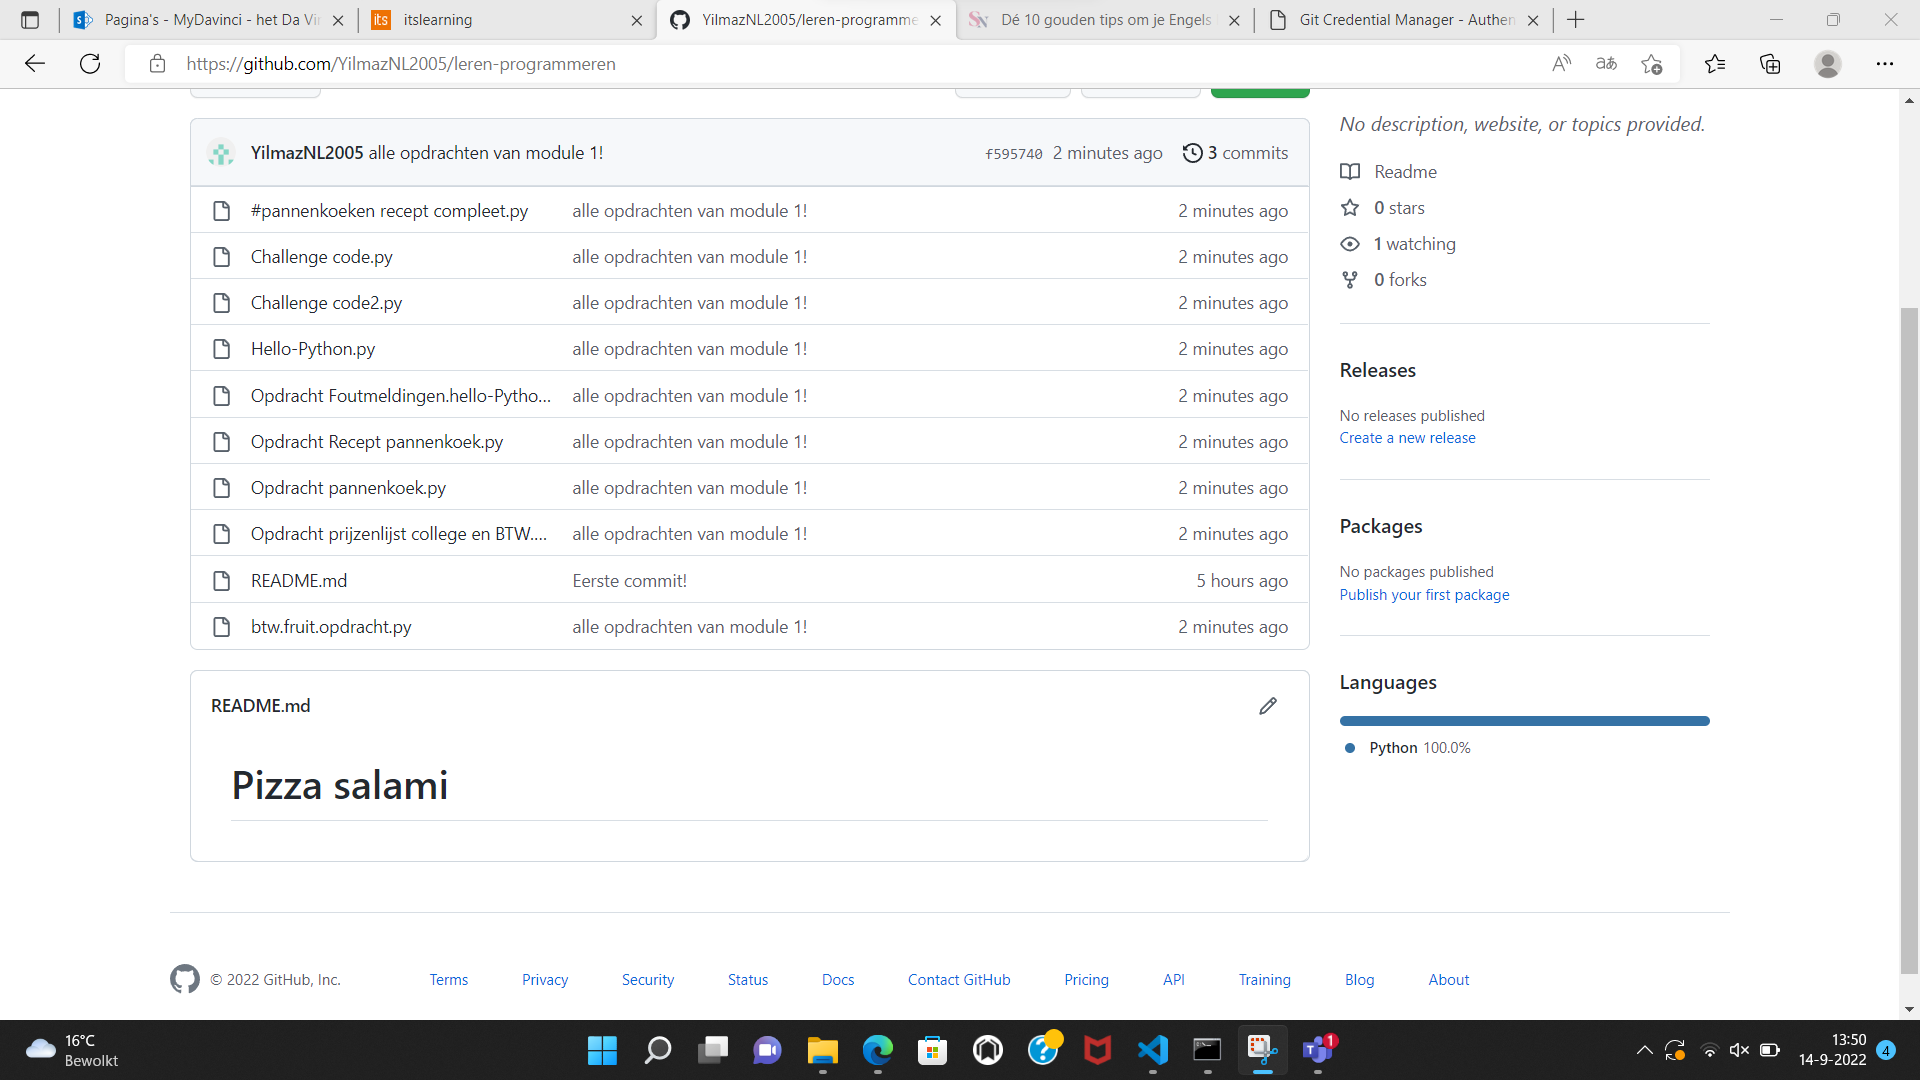 Pagina's - MyDavinci - het Da Vi
itslearning
YilmazNL2005/leren-programme
Dé 10 gouden tips om je Engels
Git Credential Manager - Authen
https://github.com/YilmazNL2005/leren-programmeren
No description, website, or topics provided.
YilmazNL2005 alle opdrachten van module 1!
f595740 2 minutes ago 3 commits
Readme
#pannenkoeken recept compleet.py alle opdrachten van module 1! 2 minutes ago
0 stars
1 watching
Challenge code.py alle opdrachten van module 1! 2 minutes ago
0 forks
Challenge code2.py alle opdrachten van module 1! 2 minutes ago
Hello-Python.py alle opdrachten van module 1! 2 minutes ago
Releases
Opdracht Foutmeldingen.hello-Pytho... alle opdrachten van module 1! 2 minutes ago
No releases published
Create a new release
Opdracht Recept pannenkoek.py alle opdrachten van module 1! 2 minutes ago
Opdracht pannenkoek.py alle opdrachten van module 1! 2 minutes ago
Packages
Opdracht prijzenlijst college en BTW.... alle opdrachten van module 1! 2 minutes ago
No packages published
README.md Eerste commit! 5 hours ago
Publish your first package
btw.fruit.opdracht.py alle opdrachten van module 1! 2 minutes ago
Languages
README.md
Python 100.0%
Pizza salami
© 2022 GitHub, Inc. Terms Privacy Security Status Docs Contact GitHub Pricing API Training Blog About
16°C
Bewolkt
13:50
14-9-2022
4
1
its